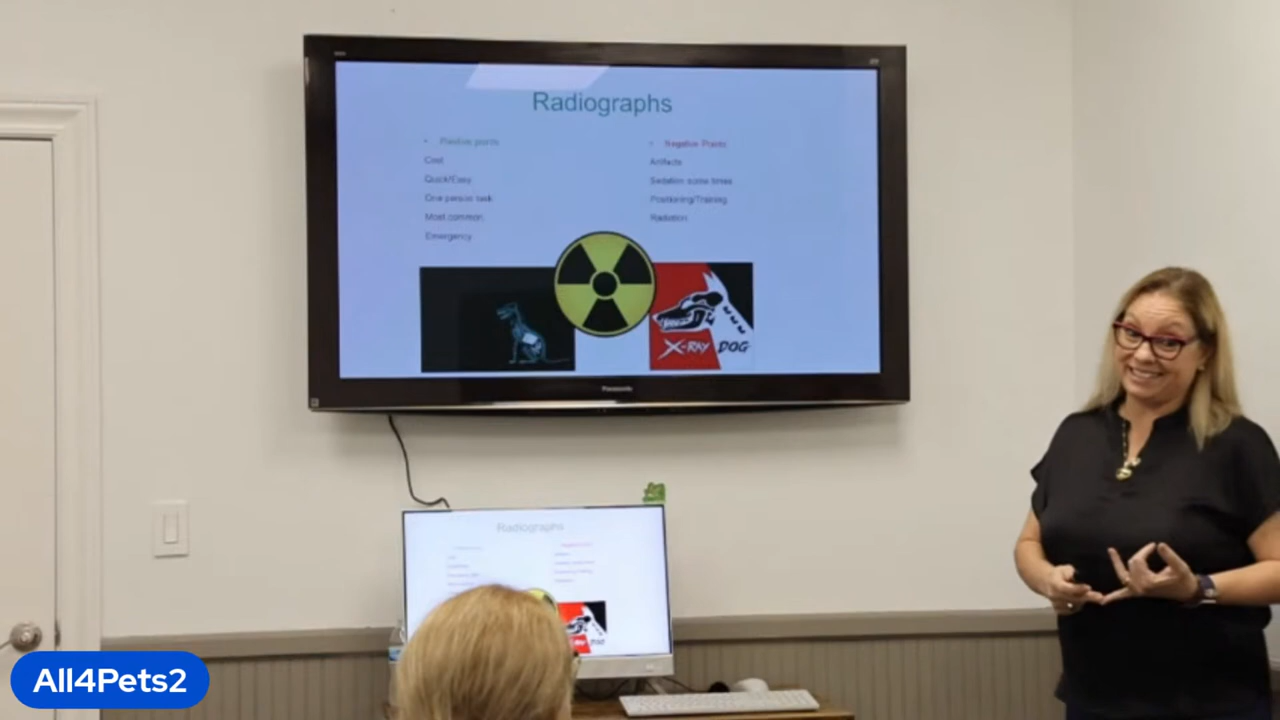 Radiographs
• Positive points
Cost
Quick/Easy
One person task
Most common
Emergency
• Negative Points
Artifacts
Sedation some times
Positioning/Training
Radiation
X-RAY DOG
Panasonic
Radiographs
All4Pets2